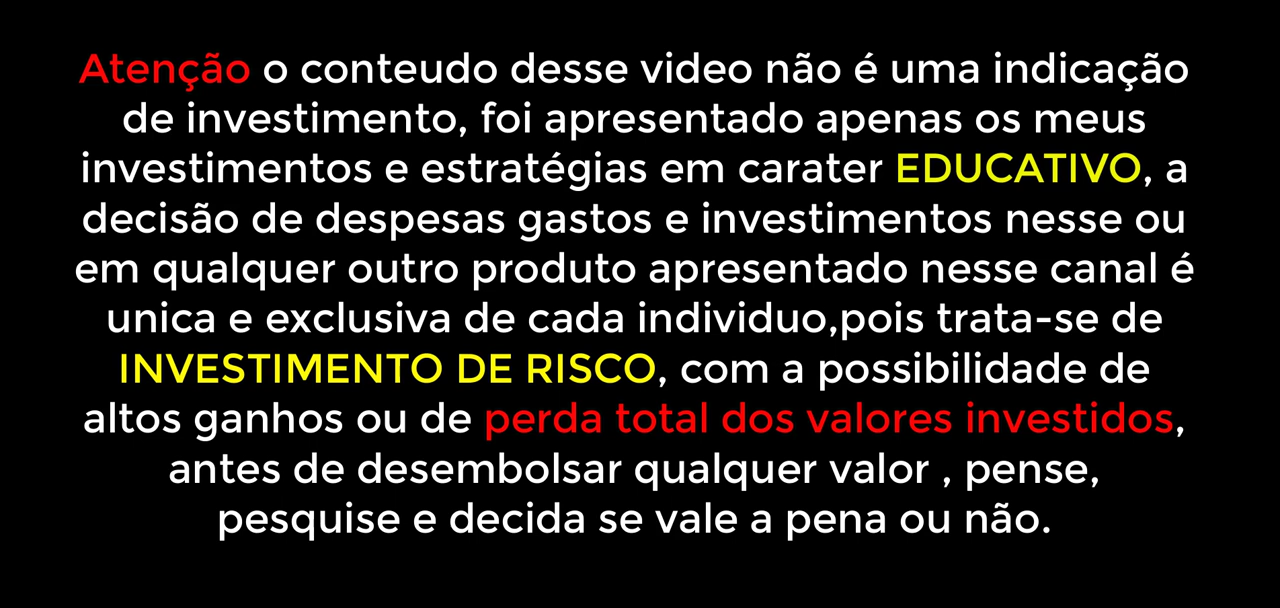 Atenção o conteudo desse video não é uma indicação
de investimento, foi apresentado apenas os meus
investimentos e estratégias em carater EDUCATIVO, a
decisão de despesas gastos e investimentos nesse ou
em qualquer outro produto apresentado nesse canal é
unica e exclusiva de cada individuo,pois trata-se de
INVESTIMENTO DE RISCO, com a possibilidade de
altos ganhos ou de perda total dos valores investidos,
antes de desembolsar qualquer valor , pense,
pesquise e decida se vale a pena ou não.